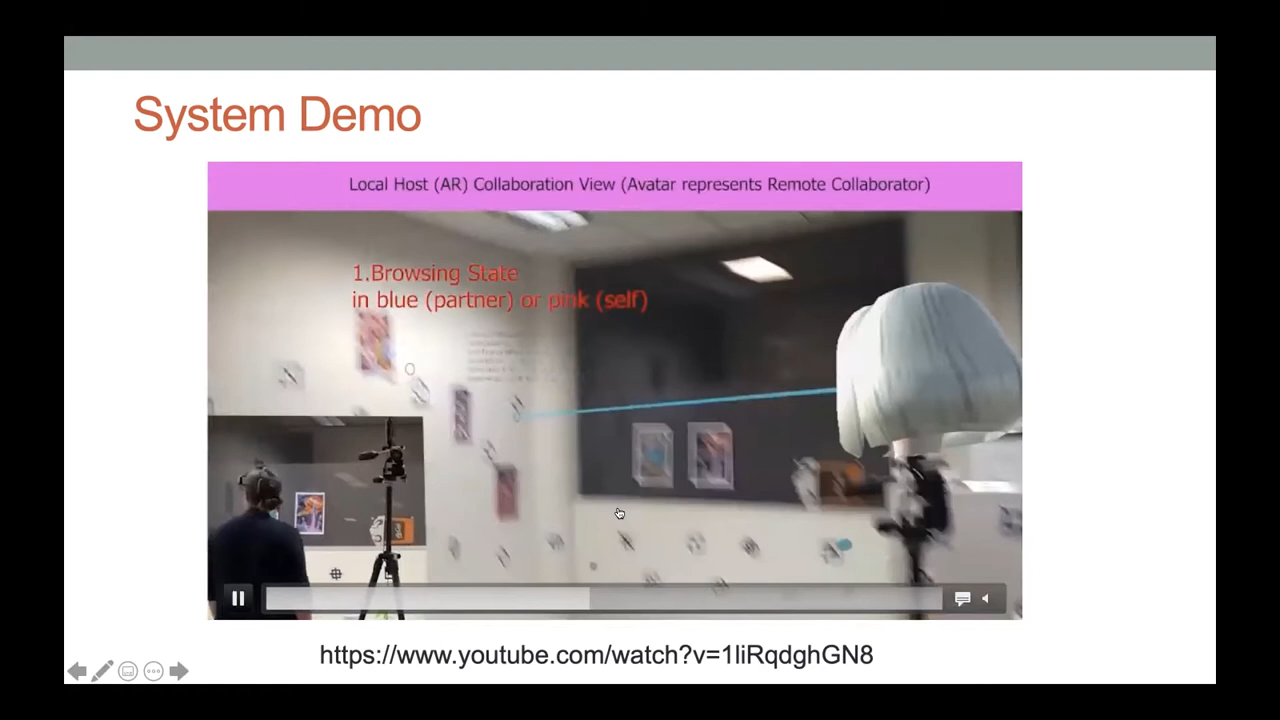 System Demo
Local Host (AR) Collaboration View (Avatar represents Remote Collaborator)
1.Browsing State
in blue (partner) or pink (self)
https://www.youtube.com/watch?v=1liRqdghGN8